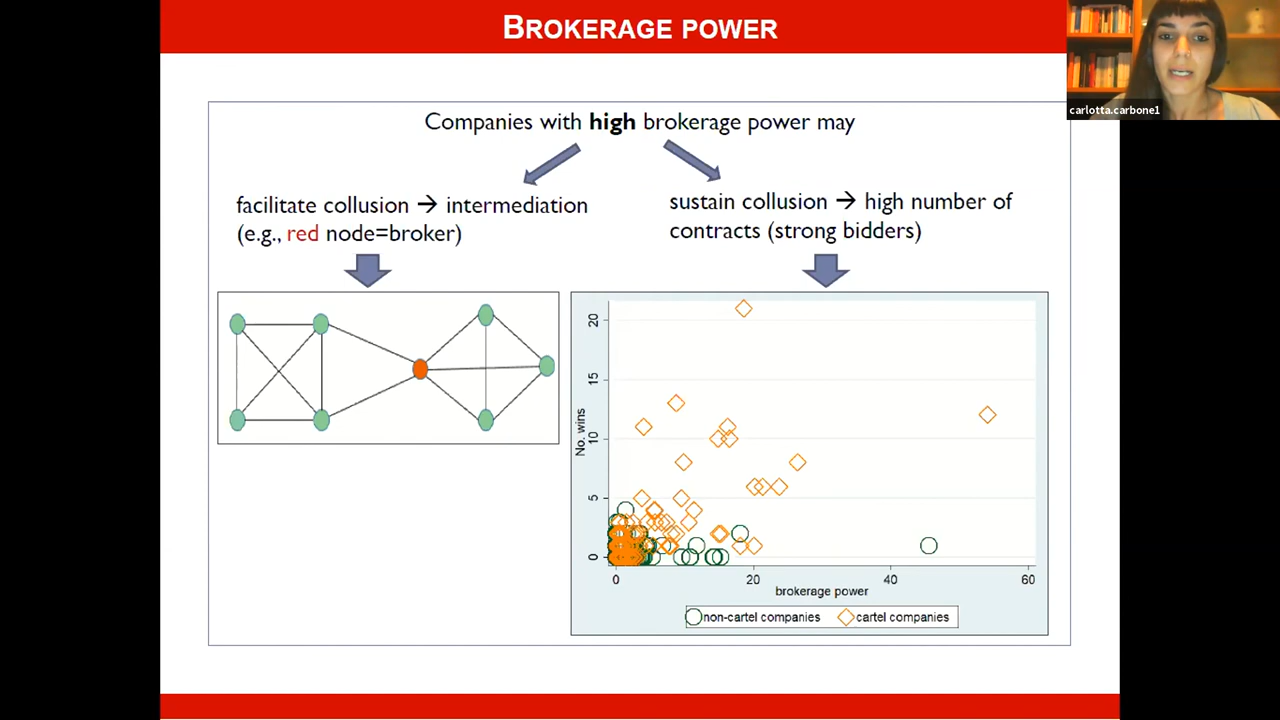 BROKERAGE POWER
carlotta.carbone1
Companies with high brokerage power may
facilitate collusion → intermediation
(e.g., red node=broker)
sustain collusion → high number of
contracts (strong bidders)
No. wins
20
15
10
5
0
0 20 40 60
brokerage power
non-cartel companies cartel companies